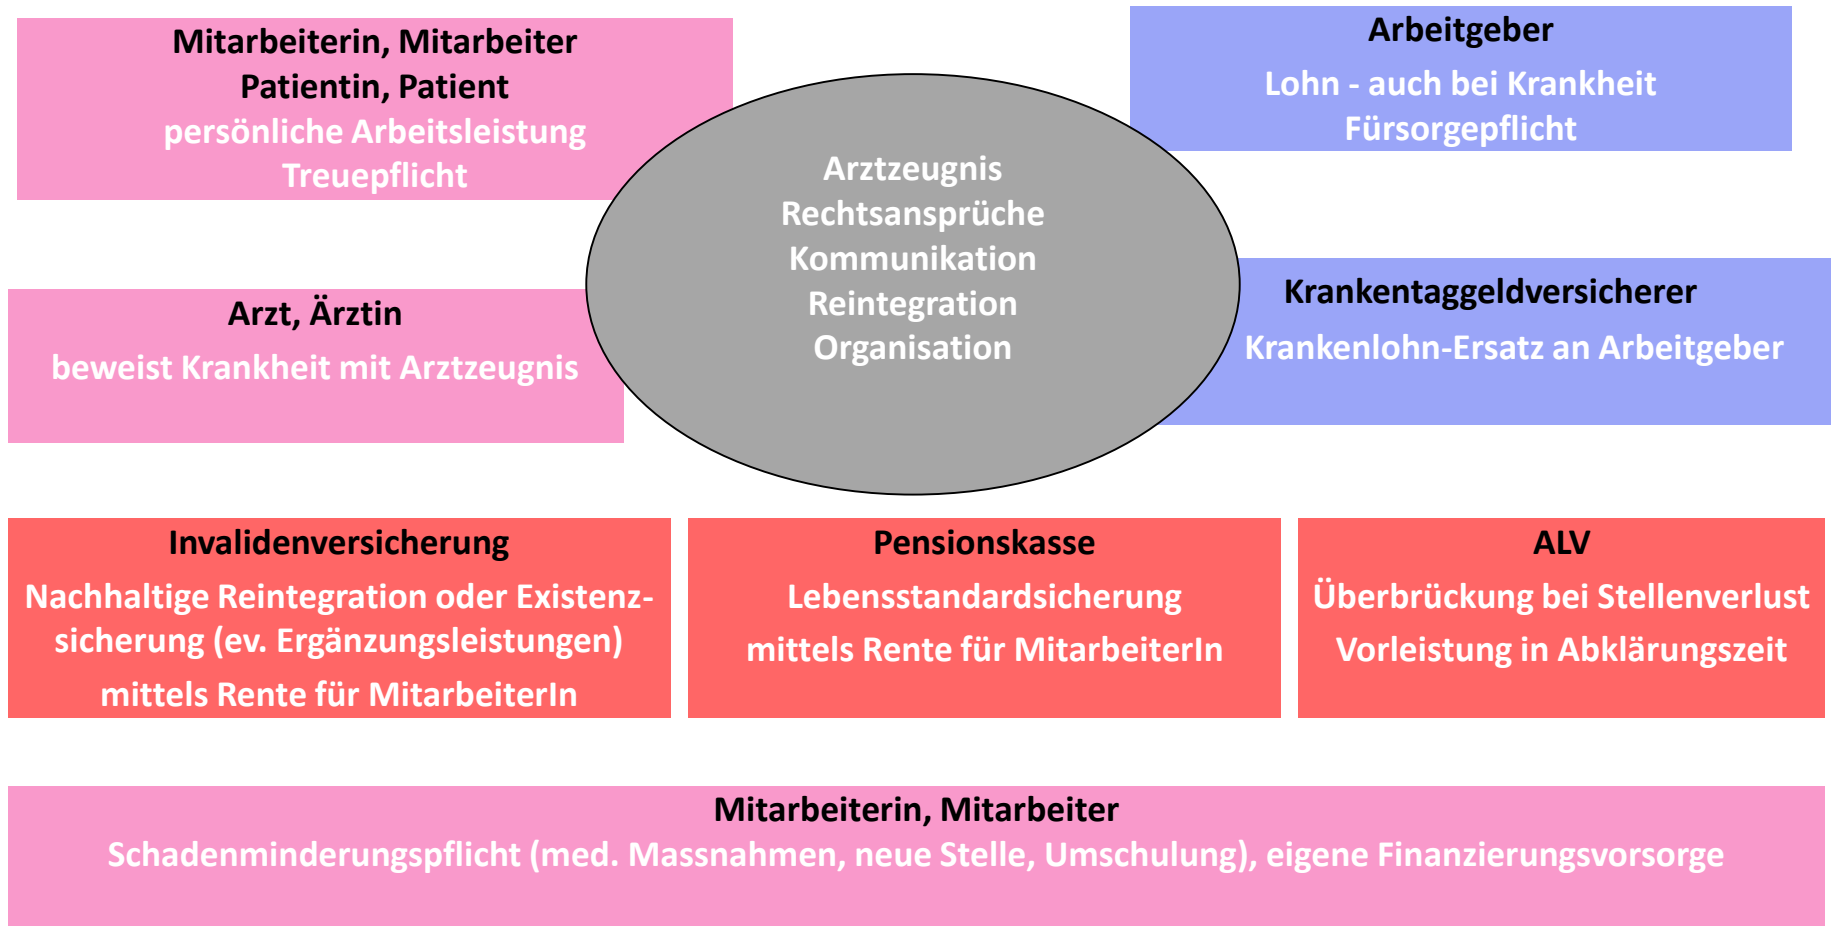 Mitarbeiterin, Mitarbeiter
Patientin, Patient
persönliche Arbeitsleistung
Treuepflicht
Arbeitgeber
Lohn - auch bei Krankheit
Fürsorgepflicht
Arztzeugnis
Rechtsansprüche
Kommunikation
Reintegration
Organisation
Arzt, Ärztin
beweist Krankheit mit Arztzeugnis
Krankentaggeldversicherer
Krankenlohn-Ersatz an Arbeitgeber
Invalidenversicherung
Nachhaltige Reintegration oder Existenz-
sicherung (ev. Ergänzungsleistungen)
mittels Rente für MitarbeiterIn
Pensionskasse
Lebensstandardsicherung
mittels Rente für MitarbeiterIn
ALV
Überbrückung bei Stellenverlust
Vorleistung in Abklärungszeit
Mitarbeiterin, Mitarbeiter
Schadenminderungspflicht (med. Massnahmen, neue Stelle, Umschulung), eigene Finanzierungsvorsorge